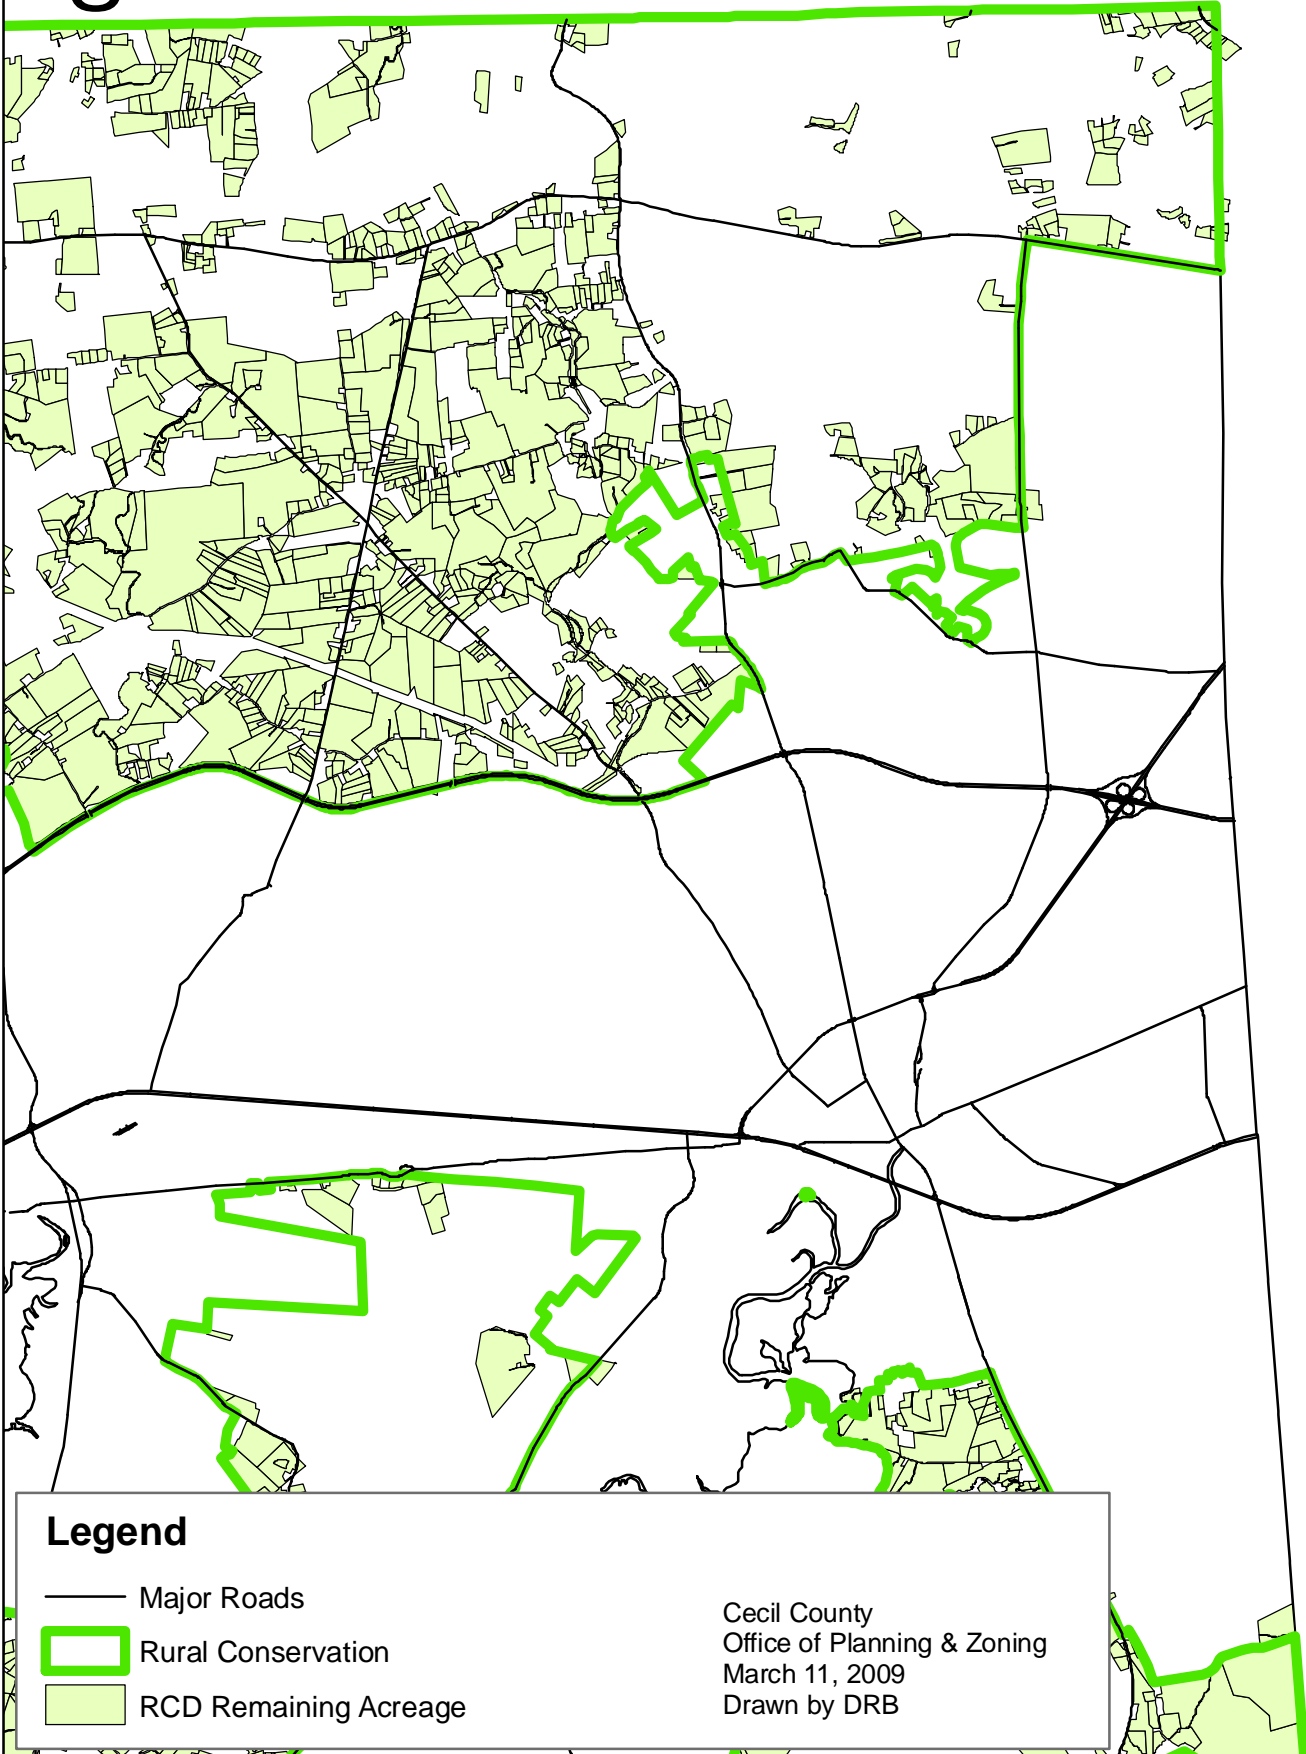 Legend
Major Roads
Rural Conservation
RCD Remaining Acreage
Cecil County
Office of Planning & Zoning
March 11, 2009
Drawn by DRB